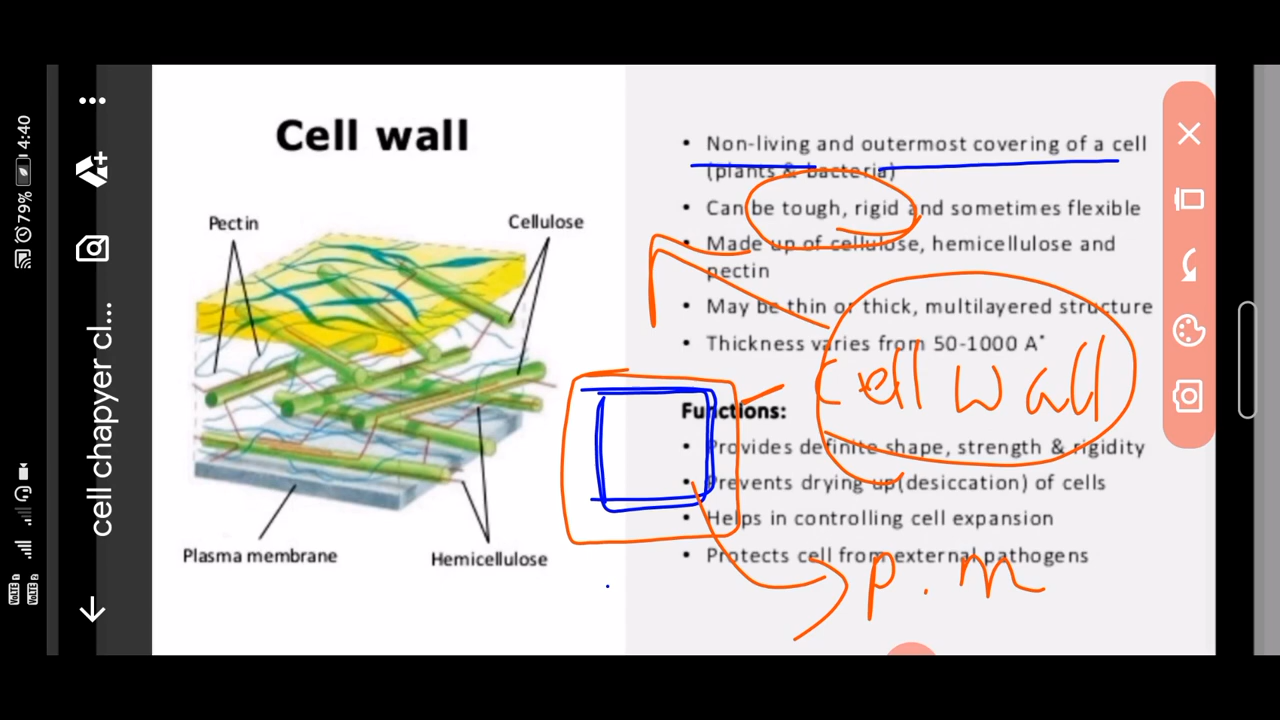 4:40
79%
cell chapyer cl...
Cell wall
Pectin
Cellulose
Plasma membrane
Hemicellulose
• Non-living and outermost covering of a cell
(plants & bacteria)
• Can be tough, rigid and sometimes flexible
• Made up of cellulose, hemicellulose and
pectin
• May be thin or thick, multilayered structure
• Thickness varies from 50-1000 A°
Cell Wall
Functions:
• Provides definite shape, strength & rigidity
• Prevents drying up(desiccation) of cells
• Helps in controlling cell expansion
• Protects cell from external pathogens
P.m